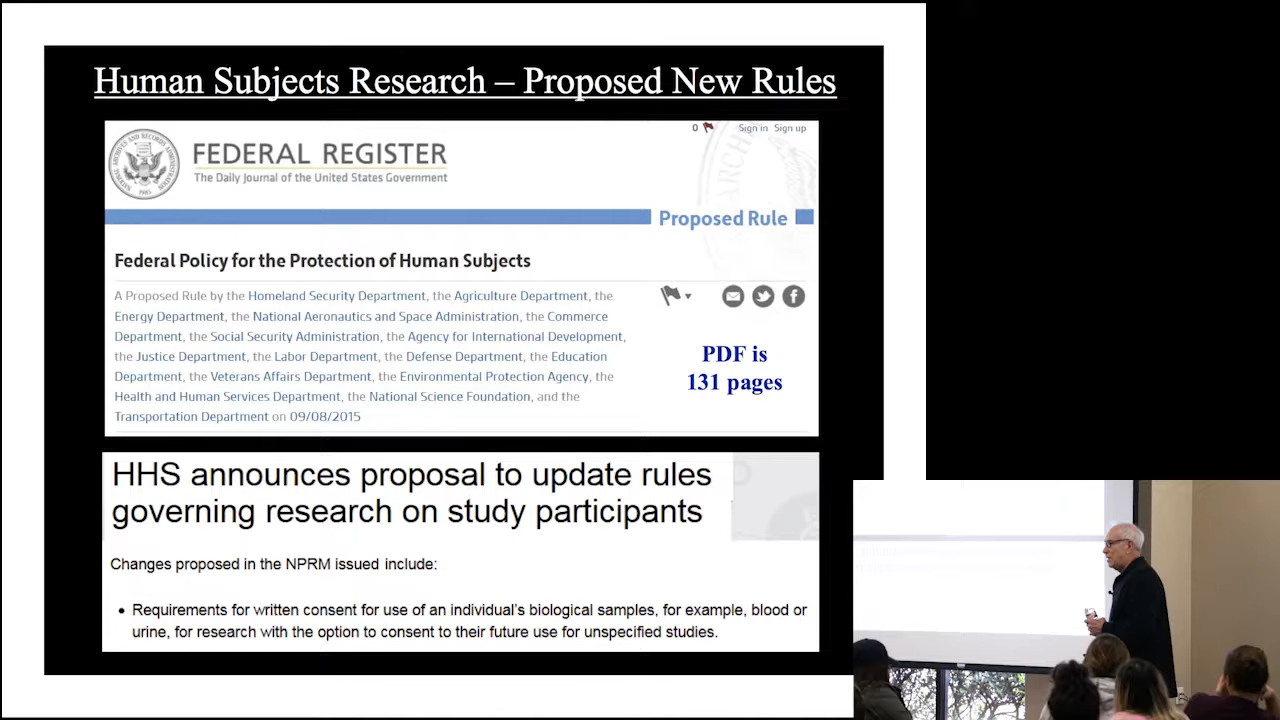 Human Subjects Research – Proposed New Rules
0 Sign in Sign up
FEDERAL REGISTER
The Daily Journal of the United States Government
Proposed Rule
Federal Policy for the Protection of Human Subjects
A Proposed Rule by the Homeland Security Department, the Agriculture Department, the
Energy Department, the National Aeronautics and Space Administration, the Commerce
Department, the Social Security Administration, the Agency for International Development,
the Justice Department, the Labor Department, the Defense Department, the Education
Department, the Veterans Affairs Department, the Environmental Protection Agency, the
Health and Human Services Department, the National Science Foundation, and the
Transportation Department on 09/08/2015
PDF is
131 pages
HHS announces proposal to update rules
governing research on study participants
Changes proposed in the NPRM issued include:
• Requirements for written consent for use of an individual's biological samples, for example, blood or
urine, for research with the option to consent to their future use for unspecified studies.